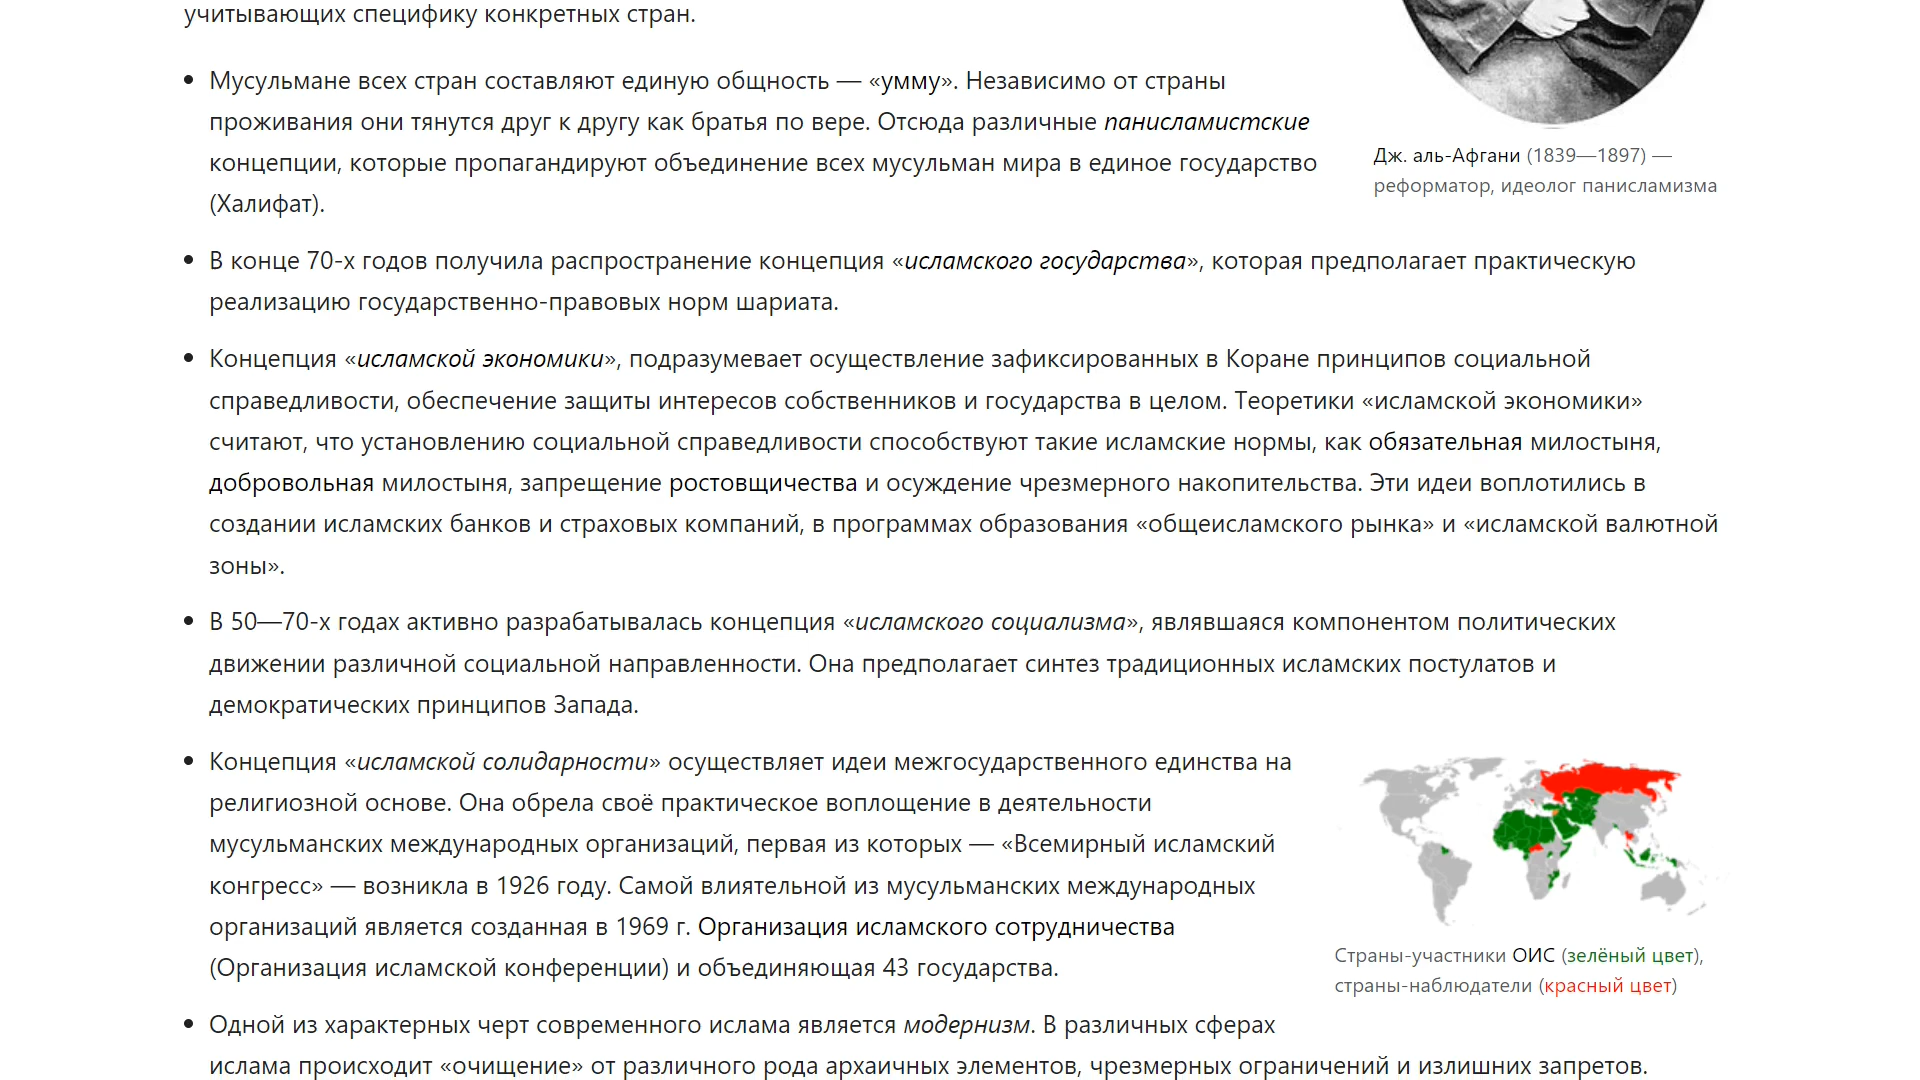 учитывающих специфику конкретных стран.
Мусульмане всех стран составляют единую общность — «умму». Независимо от страны
проживания они тянутся друг к другу как братья по вере. Отсюда различные панисламистские
концепции, которые пропагандируют объединение всех мусульман мира в единое государство
(Халифат).
Дж. аль-Афгани (1839—1897) —
реформатор, идеолог панисламизма
В конце 70-х годов получила распространение концепция «исламского государства», которая предполагает практическую
реализацию государственно-правовых норм шариата.
Концепция «исламской экономики», подразумевает осуществление зафиксированных в Коране принципов социальной
справедливости, обеспечение защиты интересов собственников и государства в целом. Теоретики «исламской экономики»
считают, что установлению социальной справедливости способствуют такие исламские нормы, как обязательная милостыня,
добровольная милостыня, запрещение ростовщичества и осуждение чрезмерного накопительства. Эти идеи воплотились в
создании исламских банков и страховых компаний, в программах образования «общеисламского рынка» и «исламской валютной
зоны».
В 50—70-х годах активно разрабатывалась концепция «исламского социализма», являвшаяся компонентом политических
движении различной социальной направленности. Она предполагает синтез традиционных исламских постулатов и
демократических принципов Запада.
Концепция «исламской солидарности» осуществляет идеи межгосударственного единства на
религиозной основе. Она обрела своё практическое воплощение в деятельности
мусульманских международных организаций, первая из которых — «Всемирный исламский
конгресс» — возникла в 1926 году. Самой влиятельной из мусульманских международных
организаций является созданная в 1969 г. Организация исламского сотрудничества
(Организация исламской конференции) и объединяющая 43 государства.
Страны-участники ОИС (зелёный цвет),
страны-наблюдатели (красный цвет)
Одной из характерных черт современного ислама является модернизм. В различных сферах
ислама происходит «очищение» от различного рода архаичных элементов, чрезмерных ограничений и излишних запретов.